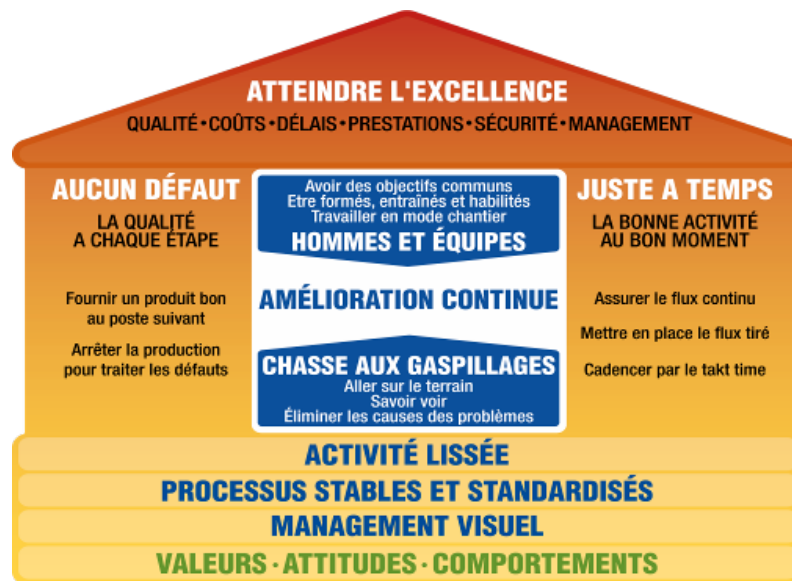 ATTEINDRE L'EXCELLENCE
QUALITÉ•COÛTS•DÉLAIS•PRESTATIONS•SÉCURITÉ•MANAGEMENT
AUCUN DÉFAUT
LA QUALITÉ
A CHAQUE ÉTAPE
Fournir un produit bon
au poste suivant
Arrêter la production
pour traiter les défauts
Avoir des objectifs communs
Etre formés, entraînés et habilités
Travailler en mode chantier
HOMMES ET ÉQUIPES
AMÉLIORATION CONTINUE
CHASSE AUX GASPILLAGES
Aller sur le terrain
Savoir voir
Éliminer les causes des problèmes
JUSTE A TEMPS
LA BONNE ACTIVITÉ
AU BON MOMENT
Assurer le flux continu
Mettre en place le flux tiré
Cadencer par le takt time
ACTIVITÉ LISSÉE
PROCESSUS STABLES ET STANDARDISÉS
MANAGEMENT VISUEL
VALEURS · ATTITUDES · COMPORTEMENTS